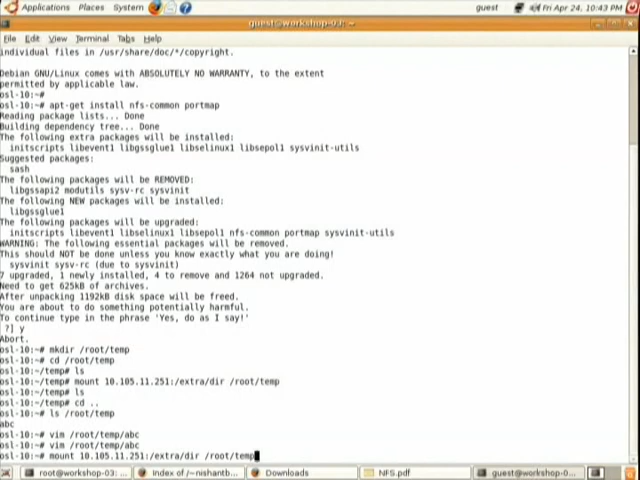 Applications Places System guest Fri Apr 24, 10:43 PM
guest@workshop-03: ~
File Edit View Terminal Tabs Help
individual files in /usr/share/doc/*/copyright.
Debian GNU/Linux comes with ABSOLUTELY NO WARRANTY, to the extent
permitted by applicable law.
osl-10:~#
osl-10:~# apt-get install nfs-common portmap
Reading package lists... Done
Building dependency tree... Done
The following extra packages will be installed:
initscripts libevent1 libgssglue1 libselinux1 libsepol1 sysvinit-utils
Suggested packages:
sash
The following packages will be REMOVED:
libgssapi2 modutils sysv-rc sysvinit
The following NEW packages will be installed:
libgssglue1
The following packages will be upgraded:
initscripts libevent1 libselinux1 libsepol1 nfs-common portmap sysvinit-utils
WARNING: The following essential packages will be removed.
This should NOT be done unless you know exactly what you are doing!
sysvinit sysv-rc (due to sysvinit)
7 upgraded, 1 newly installed, 4 to remove and 1264 not upgraded.
Need to get 625kB of archives.
After unpacking 1192kB disk space will be freed.
You are about to do something potentially harmful.
To continue type in the phrase 'Yes, do as I say!'
?] y
Abort.
osl-10:~# mkdir /root/temp
osl-10:~# cd /root/temp
osl-10:~/temp# ls
osl-10:~/temp# mount 10.105.11.251:/extra/dir /root/temp
osl-10:~/temp# ls
osl-10:~/temp# cd ..
osl-10:~# ls /root/temp
abc
osl-10:~# vim /root/temp/abc
osl-10:~# vim /root/temp/abc
osl-10:~# mount 10.105.11.251:/extra/dir /root/temp
root@workshop-03: ... Index of /~nishantb... Downloads NFS.pdf guest@workshop-0...